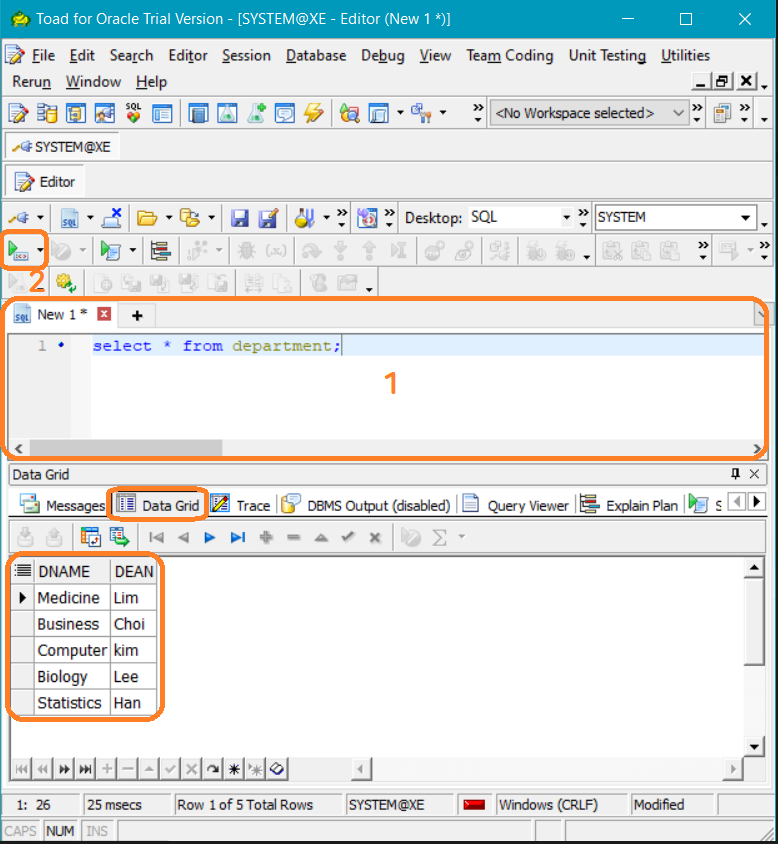 Toad for Oracle Trial Version - [SYSTEM@XE - Editor (New 1 *)]
File Edit Search Editor Session Database Debug View Team Coding Unit Testing Utilities
Rerun Window Help
SQL <No Workspace selected>
SYSTEM@XE
Editor
SQL Desktop: SQL SYSTEM
2
SQL New 1 * +
1 select * from department;
1
Data Grid
Messages Data Grid Trace DBMS Output (disabled) Query Viewer Explain Plan S
DNAME DEAN
Medicine Lim
Business Choi
Computer kim
Biology Lee
Statistics Han
1: 26 25 msecs Row 1 of 5 Total Rows SYSTEM@XE Windows (CRLF) Modified
CAPS NUM INS